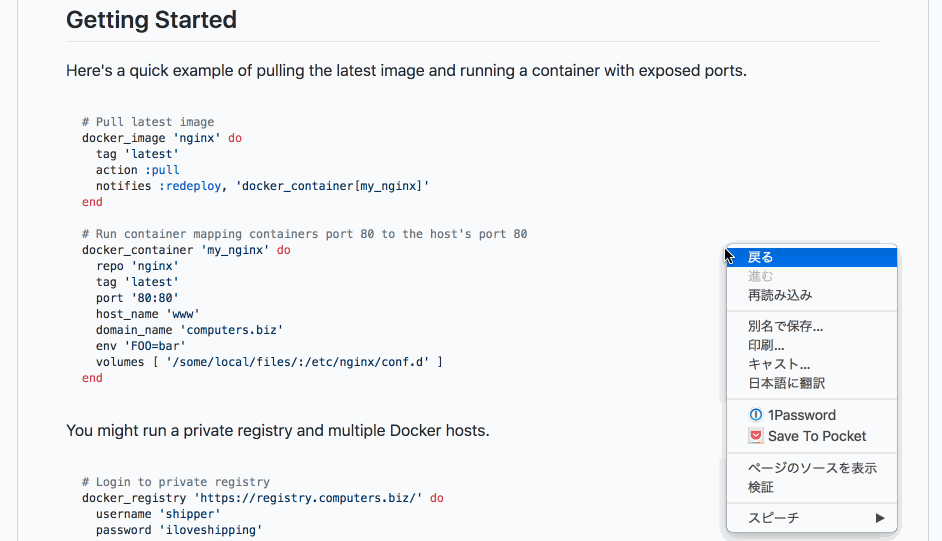 Getting Started
Here's a quick example of pulling the latest image and running a container with exposed ports.
# Pull latest image
docker_image 'nginx' do
  tag 'latest'
  action :pull
  notifies :redeploy, 'docker_container[my_nginx]'
end
# Run container mapping containers port 80 to the host's port 80
docker_container 'my_nginx' do
  repo 'nginx'
  tag 'latest'
  port '80:80'
  host_name 'www'
  domain_name 'computers.biz'
  env 'FOO=bar'
  volumes [ '/some/local/files/:/etc/nginx/conf.d' ]
end
You might run a private registry and multiple Docker hosts.
# Login to private registry
docker_registry 'https://registry.computers.biz/' do
  username 'shipper'
  password 'iloveshipping'
戻る
進む
再読み込み
別名で保存...
印刷...
キャスト...
日本語に翻訳
1Password
Save To Pocket
ページのソースを表示
検証
スピーチ